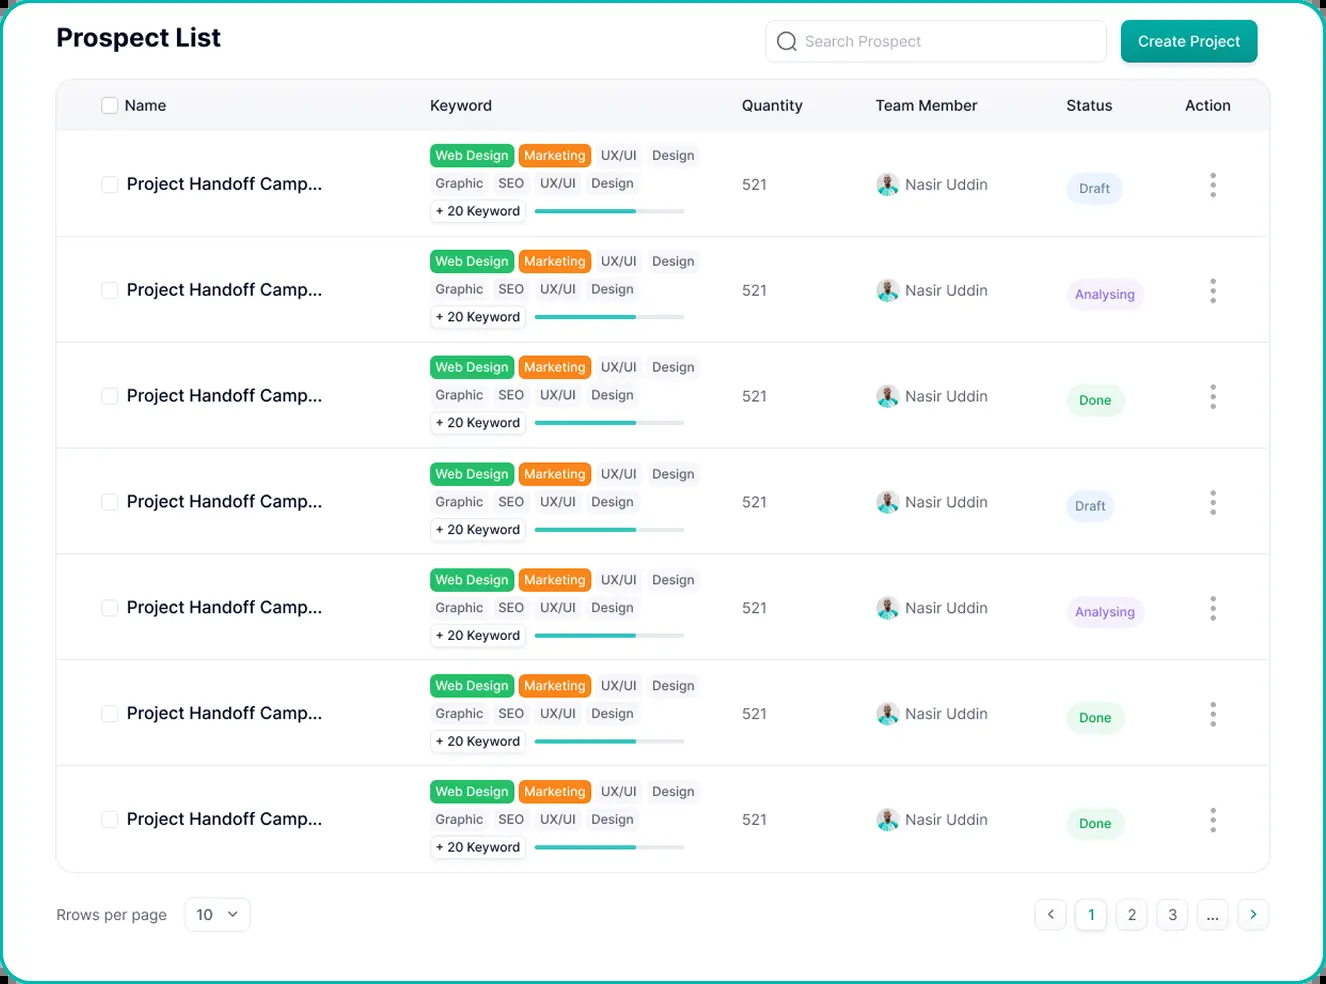 Prospect List
Search Prospect
Create Project
Name Keyword Quantity Team Member Status Action
Web Design Marketing UX/UI Design
Project Handoff Camp... Graphic SEO UX/UI Design 521 Nasir Uddin Draft
+ 20 Keyword
Web Design Marketing UX/UI Design
Project Handoff Camp... Graphic SEO UX/UI Design 521 Nasir Uddin Analysing
+ 20 Keyword
Web Design Marketing UX/UI Design
Project Handoff Camp... Graphic SEO UX/UI Design 521 Nasir Uddin Done
+ 20 Keyword
Web Design Marketing UX/UI Design
Project Handoff Camp... Graphic SEO UX/UI Design 521 Nasir Uddin Draft
+ 20 Keyword
Web Design Marketing UX/UI Design
Project Handoff Camp... Graphic SEO UX/UI Design 521 Nasir Uddin Analysing
+ 20 Keyword
Web Design Marketing UX/UI Design
Project Handoff Camp... Graphic SEO UX/UI Design 521 Nasir Uddin Done
+ 20 Keyword
Web Design Marketing UX/UI Design
Project Handoff Camp... Graphic SEO UX/UI Design 521 Nasir Uddin Done
+ 20 Keyword
Rrows per page 10 1 2 3 ...